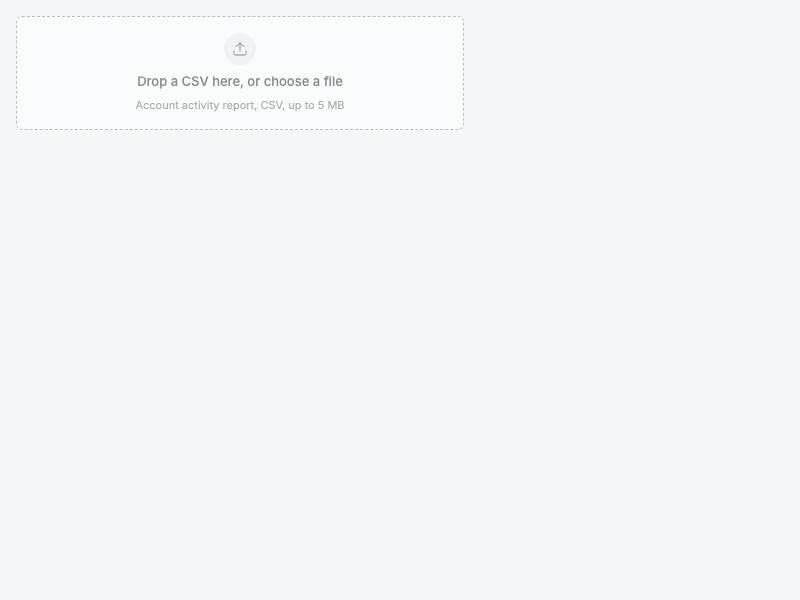 Drop a CSV here, or choose a file
Account activity report, CSV, up to 5 MB